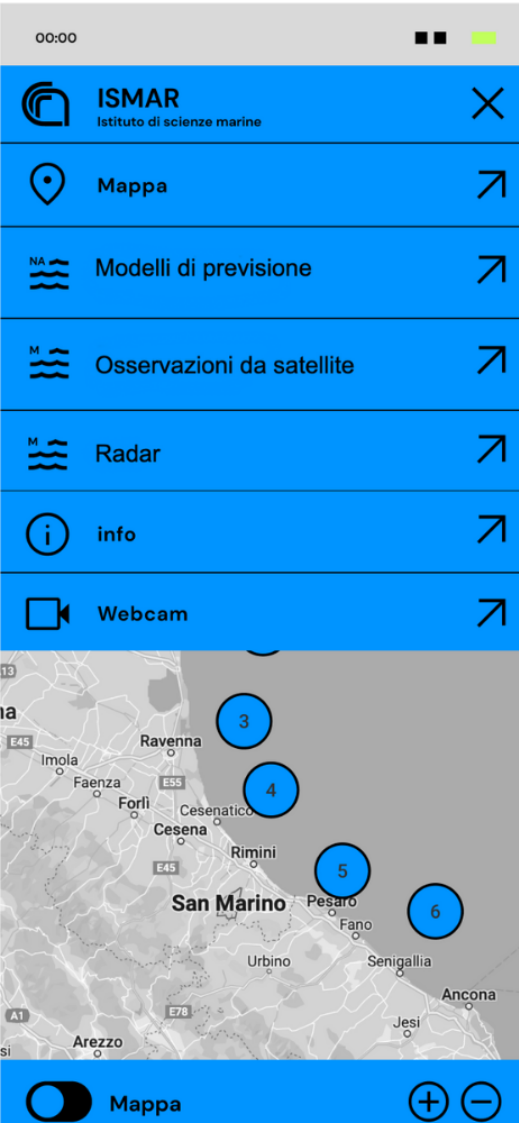 00:00
ISMAR
Istituto di scienze marine
Mappa
NA
Modelli di previsione
M
Osservazioni da satellite
M
Radar
i
info
Webcam
13
na
3
Ravenna
E45
Imola
Faenza
E55
4
Forlì
Cesenatico
Cesena
Rimini
E45
5
San Marino
Pesaro
6
Fano
Urbino
Senigallia
Ancona
A1
E78
Jesi
Arezzo
si
Mappa